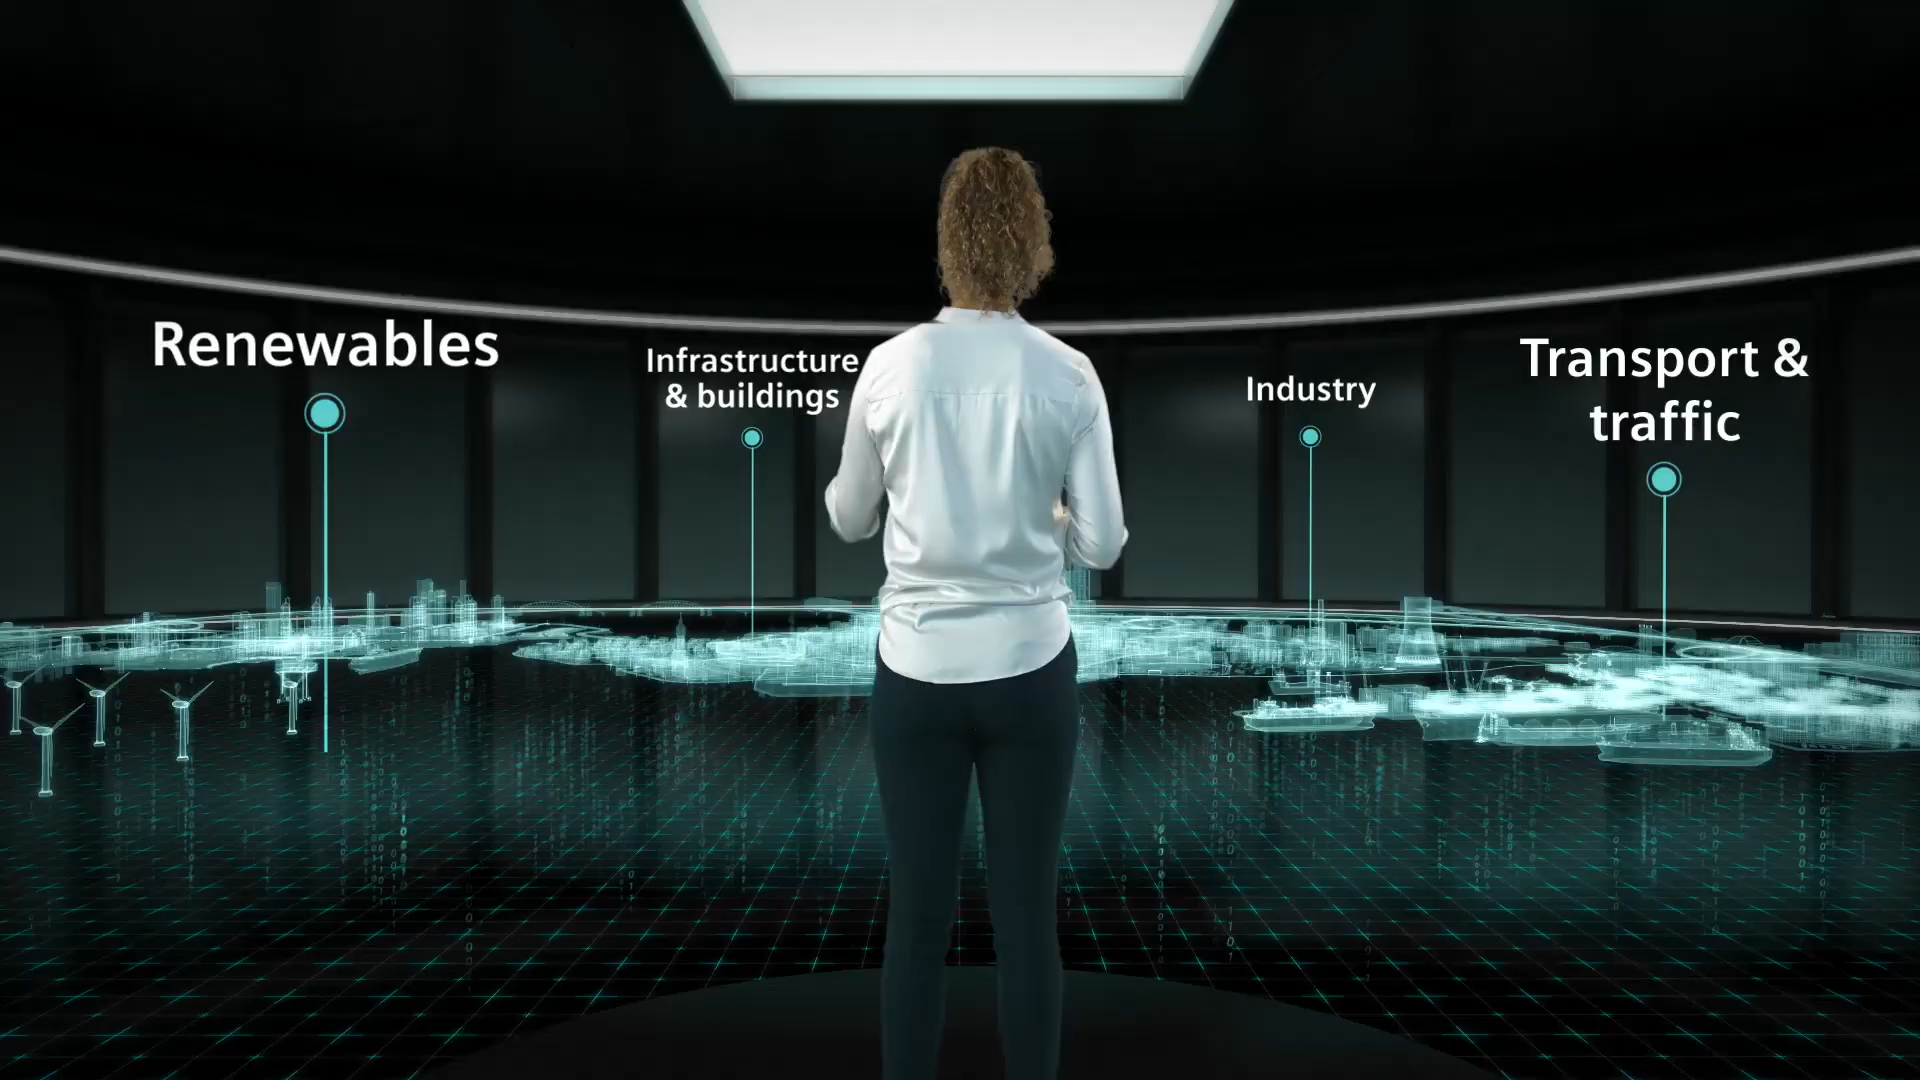 Renewables
Infrastructure
& buildings
Industry
Transport &
traffic